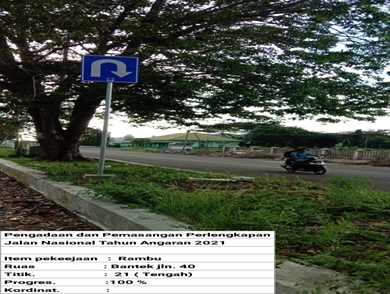 Pengadaan dan Pemasangan Perlengkapan
Jalan Nasional Tahun Angaran 2021
Item pekeejaan : Rambu
Ruas : Bantek jln. 40
Titik. : 21 ( Tengah)
Progres. :100 %
Kordinat. :